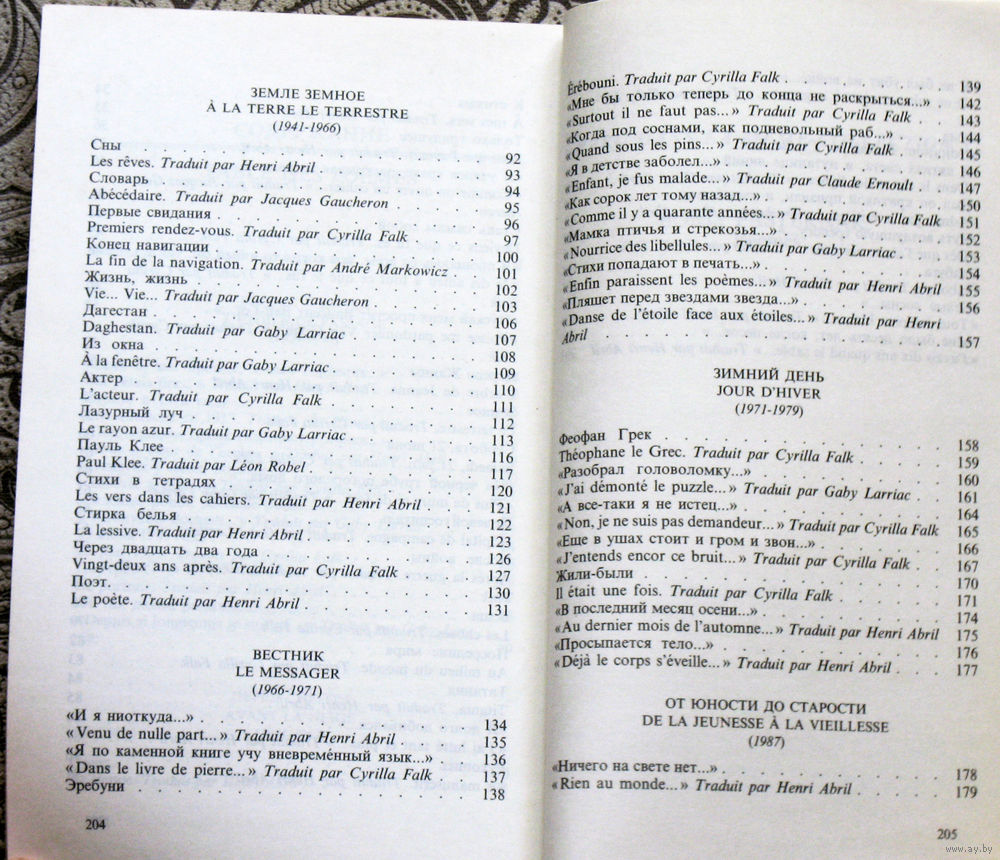 ЗЕМЛЕ ЗЕМНОЕ
À LA TERRE LE TERRESTRE
(1941-1966)
Сны . . . 92
Les rêves. Traduit par Henri Abril . . . 93
Словарь . . . 94
Abécédaire. Traduit par Jacques Gaucheron . . . 95
Первые свидания . . . 96
Premiers rendez-vous. Traduit par Cyrilla Falk . . . 97
Конец навигации . . . 100
La fin de la navigation. Traduit par André Markowicz . . . 101
Жизнь, жизнь . . . 102
Vie... Vie... Traduit par Jacques Gaucheron . . . 103
Дагестан . . . 106
Daghestan. Traduit par Gaby Larriac . . . 107
Из окна . . . 108
À la fenêtre. Traduit par Gaby Larriac . . . 109
Актер . . . 110
L'acteur. Traduit par Cyrilla Falk . . . 111
Лазурный луч . . . 112
Le rayon azur. Traduit par Gaby Larriac . . . 113
Пауль Клее . . . 116
Paul Klee. Traduit par Léon Robel . . . 117
Стихи в тетрадях . . . 120
Les vers dans les cahiers. Traduit par Henri Abril . . . 121
Стирка белья . . . 122
La lessive. Traduit par Henri Abril . . . 123
Через двадцать два года . . . 126
Vingt-deux ans après. Traduit par Cyrilla Falk . . . 127
Поэт. . . . 130
Le poète. Traduit par Henri Abril . . . 131
ВЕСТНИК
LE MESSAGER
(1966-1971)
«И я ниоткуда...» . . . 134
«Venu de nulle part...» Traduit par Henri Abril . . . 135
«Я по каменной книге учу вневременный язык...» . . . 136
«Dans le livre de pierre...» Traduit par Cyrilla Falk . . . 137
Эребуни . . . 138
204
Érébouni. Traduit par Cyrilla Falk . . . 139
«Мне бы только теперь до конца не раскрыться...» . . . 142
«Surtout il ne faut pas...» Traduit par Cyrilla Falk . . . 143
«Когда под соснами, как подневольный раб...» . . . 144
«Quand sous les pins...» Traduit par Cyrilla Falk . . . 145
«Я в детстве заболел...» . . . 146
«Enfant, je fus malade...» Traduit par Claude Ernoult . . . 147
«Как сорок лет тому назад...» . . . 150
«Comme il y a quarante années...» Traduit par Cyrilla Falk . . . 151
«Мамка птичья и стрекозья...» . . . 152
«Nourrice des libellules...» Traduit par Gaby Larriac . . . 153
«Стихи попадают в печать...» . . . 154
«Enfin paraissent les poèmes...» Traduit par Henri Abril . . . 155
«Пляшет перед звездами звезда...» . . . 156
«Danse de l'étoile face aux étoiles...» Traduit par Henri
Abril . . . 157
ЗИМНИЙ ДЕНЬ
JOUR D'HIVER
(1971-1979)
Феофан Грек . . . 158
Théophane le Grec. Traduit par Cyrilla Falk . . . 159
«Разобрал головоломку...» . . . 160
«J'ai démonté le puzzle...» Traduit par Gaby Larriac . . . 161
«А все-таки я не истец...» . . . 164
«Non, je ne suis pas demandeur...» Traduit par Cyrilla Falk 165
«Еще в ушах стоит и гром и звон...» . . . 166
«J'entends encor ce bruit...» Traduit par Cyrilla Falk . . . 167
Жили-были . . . 170
Il était une fois. Traduit par Cyrilla Falk . . . 171
«В последний месяц осени...» . . . 174
«Au dernier mois de l'automne...» Traduit par Henri Abril 175
«Просыпается тело...» . . . 176
«Déjà le corps s'éveille...» Traduit par Henri Abril . . . 177
ОТ ЮНОСТИ ДО СТАРОСТИ
DE LA JEUNESSE À LA VIEILLESSE
(1987)
«Ничего на свете нет...» . . . 178
«Rien au monde...» Traduit par Henri Abril . . . 179
205
www.ay.by